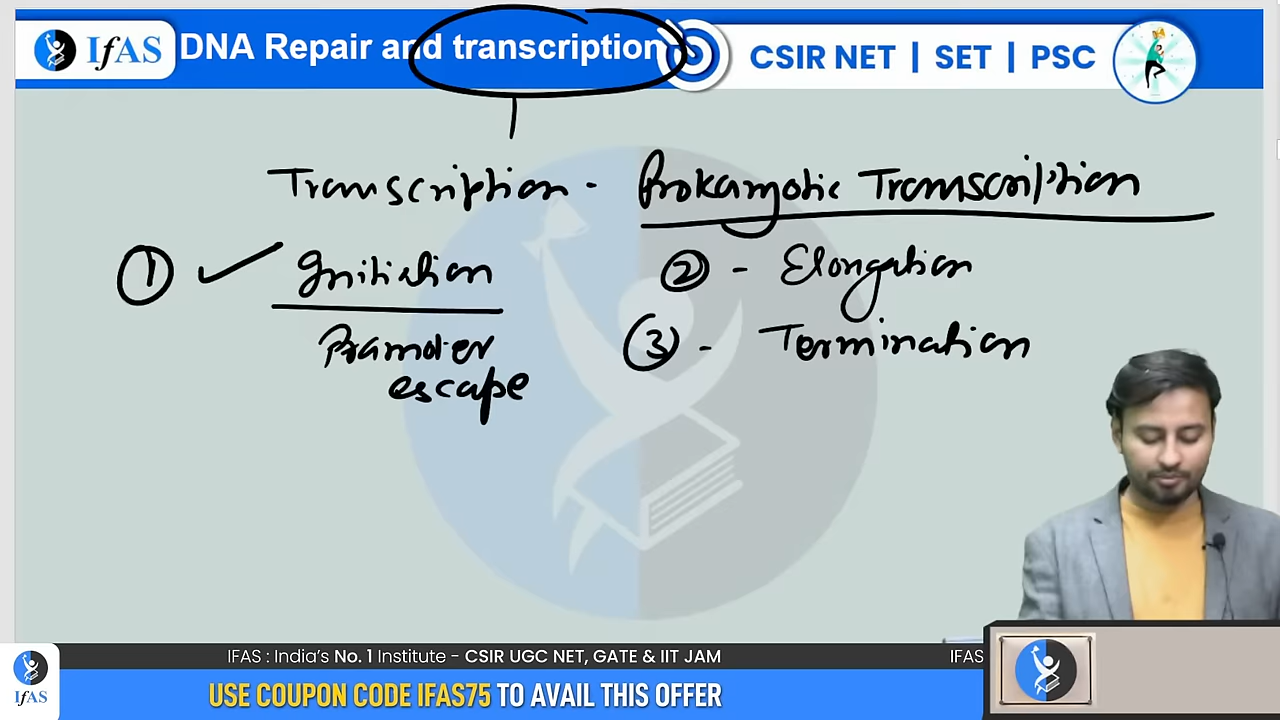 IfAS DNA Repair and transcription CSIR NET | SET | PSC
Transcription - Prokaryotic Transcription
1 ✓ Initiation
2 - Elongation
Promoter escape
3 - Termination
IFAS : India's No. 1 Institute - CSIR UGC NET, GATE & IIT JAM IFAS
IfAS USE COUPON CODE IFAS75 TO AVAIL THIS OFFER